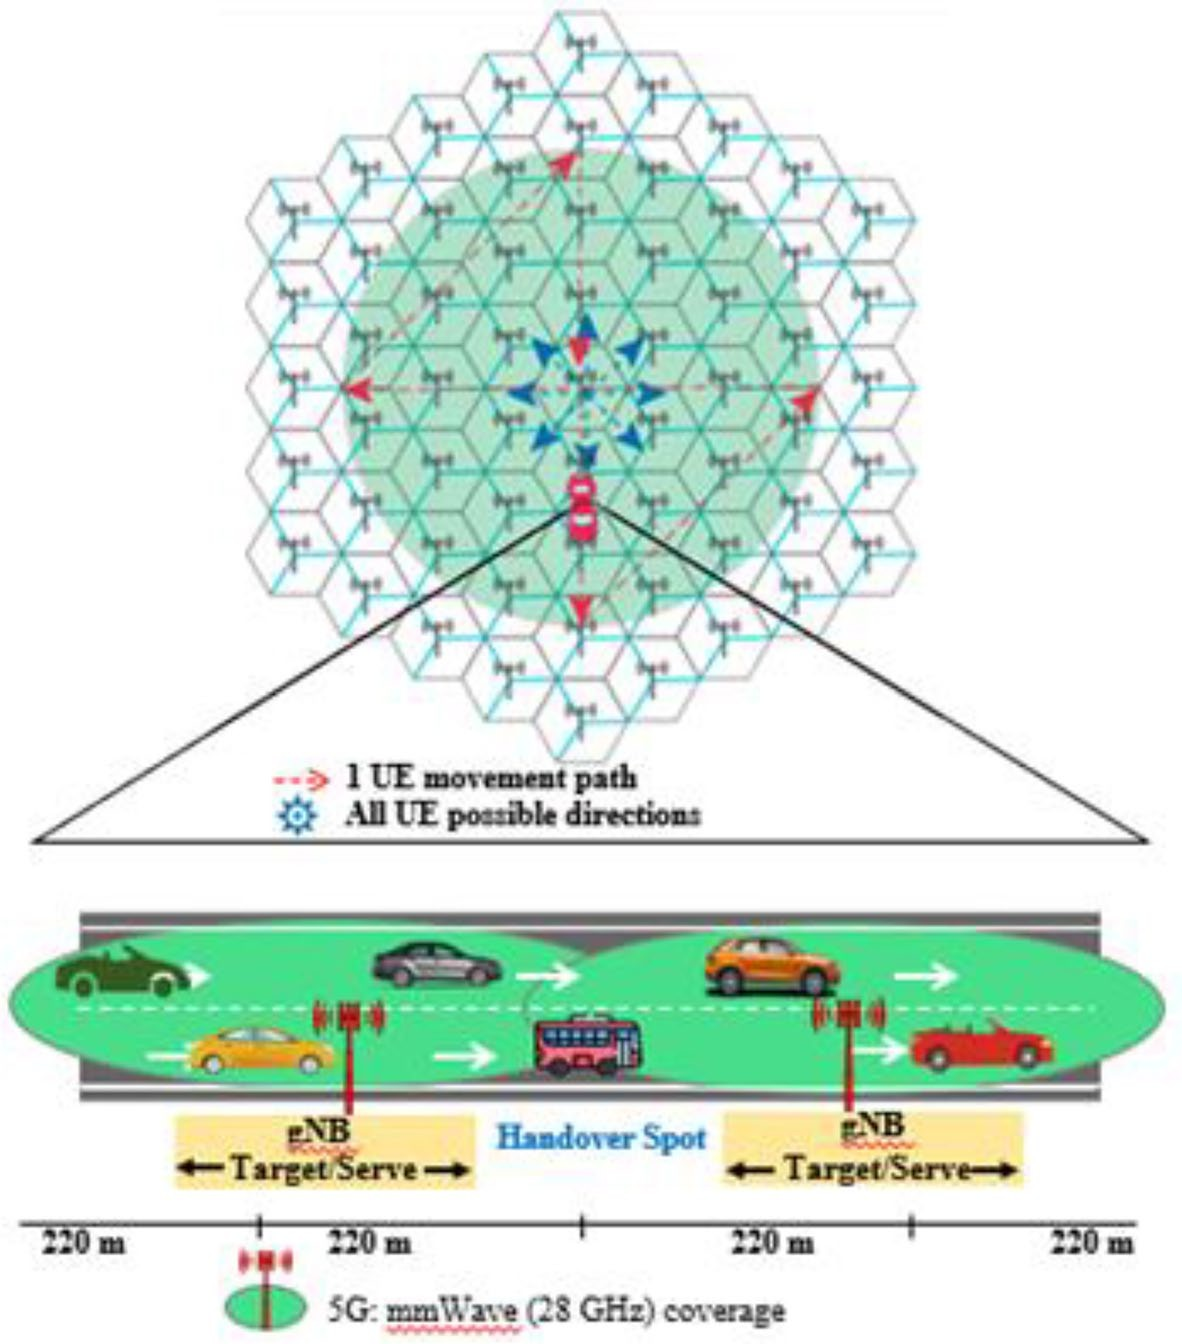 1 UE movement path
All UE possible directions
gNB
Target/Serve
Handover Spot
gNB
Target/Serve
220 m
220 m
220 m
220 m
5G: mmWave (28 GHz) coverage